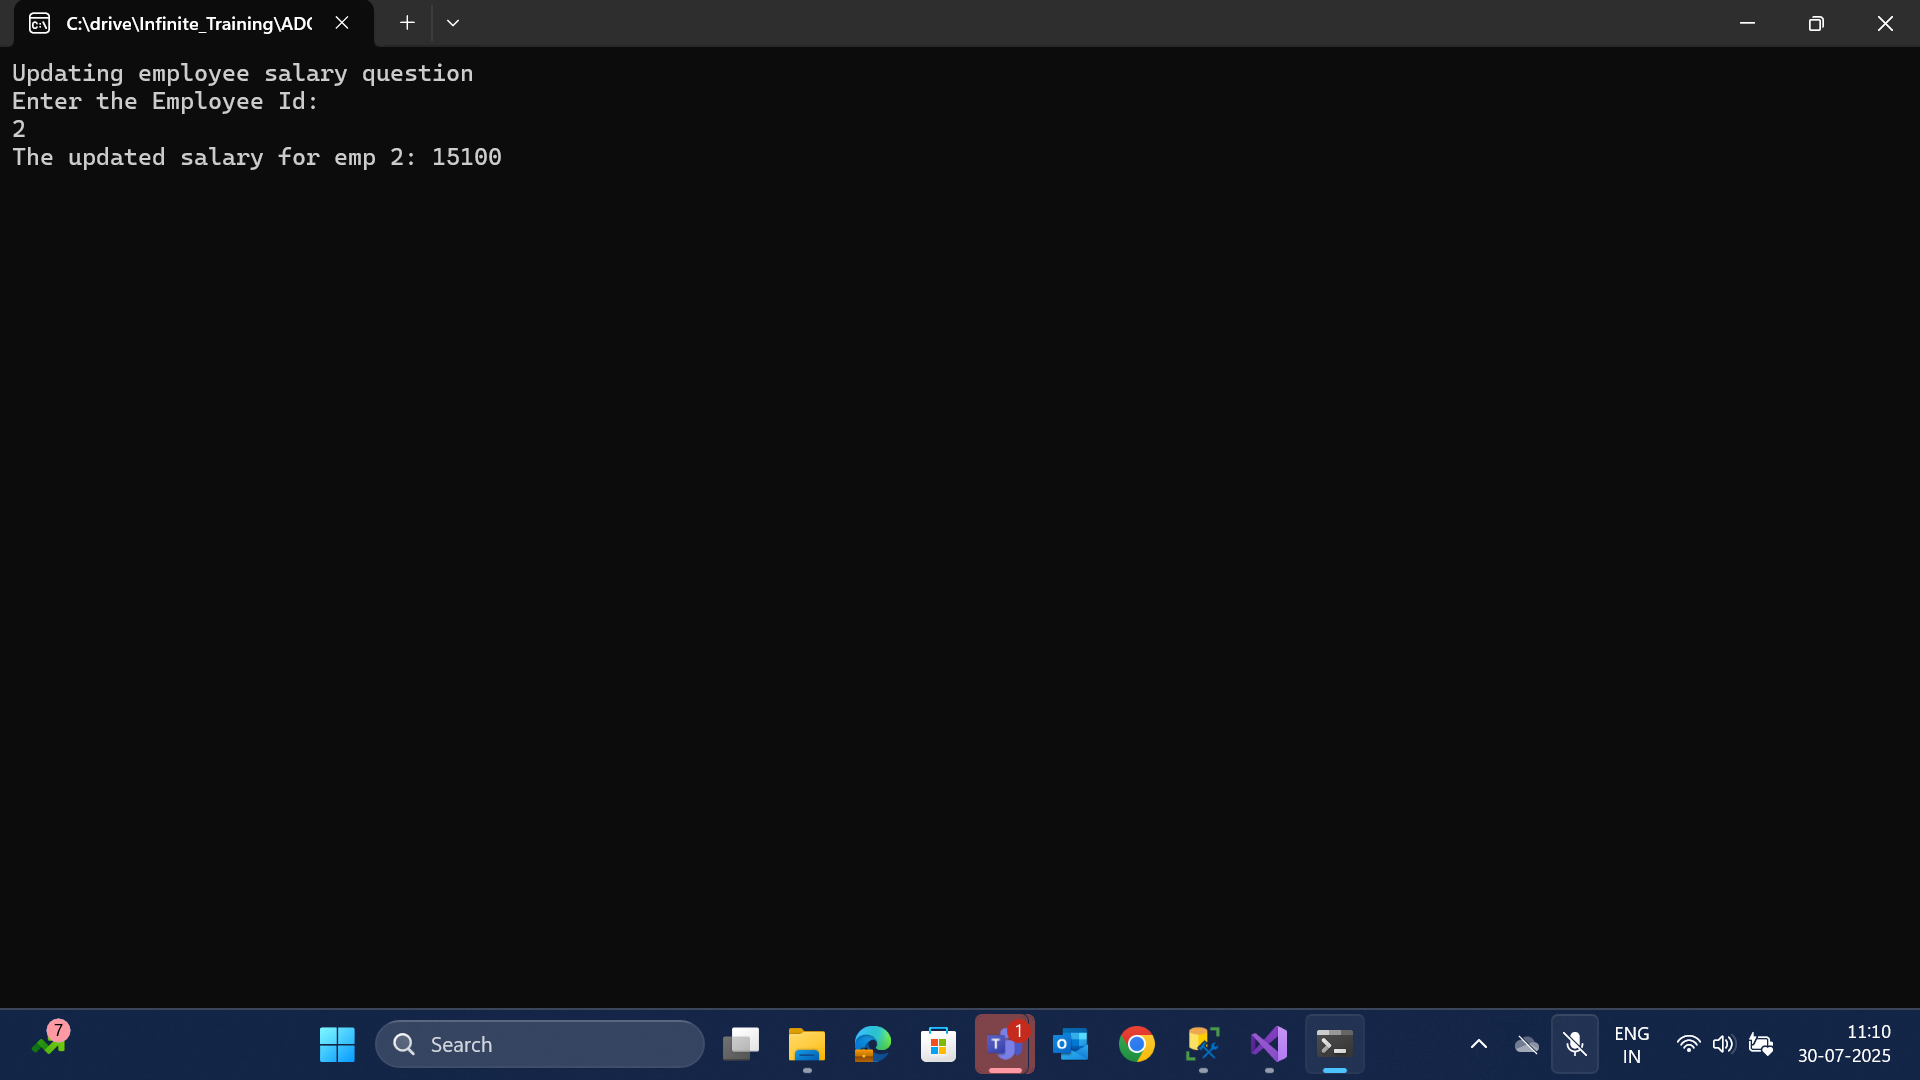 C:\drive\Infinite_Training\AD
Updating employee salary question
Enter the Employee Id:
2
The updated salary for emp 2: 15100
7
Search
1
ENG
IN
11:10
30-07-2025